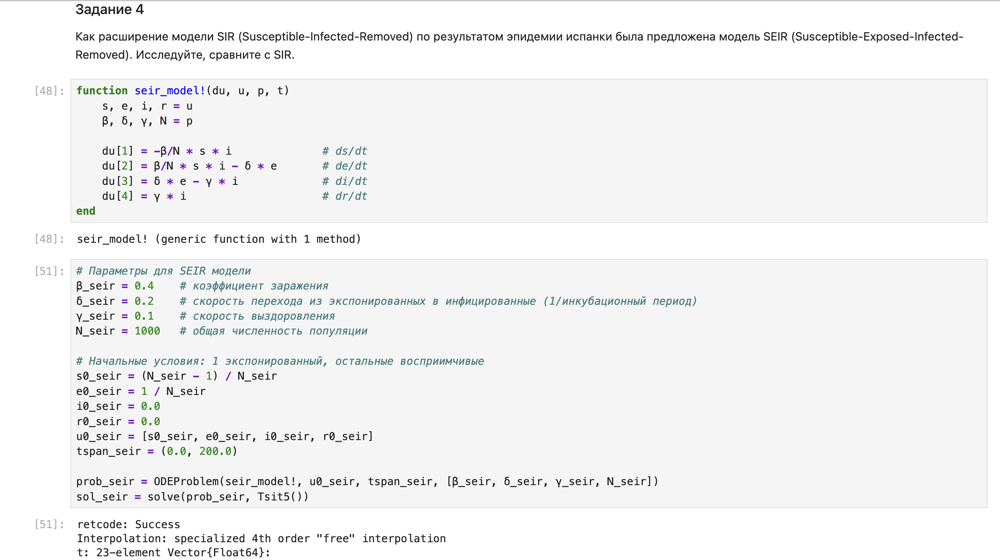 Задание 4
Как расширение модели SIR (Susceptible-Infected-Removed) по результатом эпидемии испанки была предложена модель SEIR (Susceptible-Exposed-Infected-
Removed). Исследуйте, сравните с SIR.
[48]: function seir_model!(du, u, p, t)
    s, e, i, r = u
    β, δ, γ, N = p
    du[1] = -β/N * s * i              # ds/dt
    du[2] = β/N * s * i - δ * e       # de/dt
    du[3] = δ * e - γ * i             # di/dt
    du[4] = γ * i                     # dr/dt
end
[48]: seir_model! (generic function with 1 method)
[51]: # Параметры для SEIR модели
β_seir = 0.4    # коэффициент заражения
δ_seir = 0.2    # скорость перехода из экспонированных в инфицированные (1/инкубационный период)
γ_seir = 0.1    # скорость выздоровления
N_seir = 1000   # общая численность популяции
# Начальные условия: 1 экспонированный, остальные восприимчивые
s0_seir = (N_seir - 1) / N_seir
e0_seir = 1 / N_seir
i0_seir = 0.0
r0_seir = 0.0
u0_seir = [s0_seir, e0_seir, i0_seir, r0_seir]
tspan_seir = (0.0, 200.0)
prob_seir = ODEProblem(seir_model!, u0_seir, tspan_seir, [β_seir, δ_seir, γ_seir, N_seir])
sol_seir = solve(prob_seir, Tsit5())
[51]: retcode: Success
Interpolation: specialized 4th order "free" interpolation
t: 23-element Vector{Float64}: